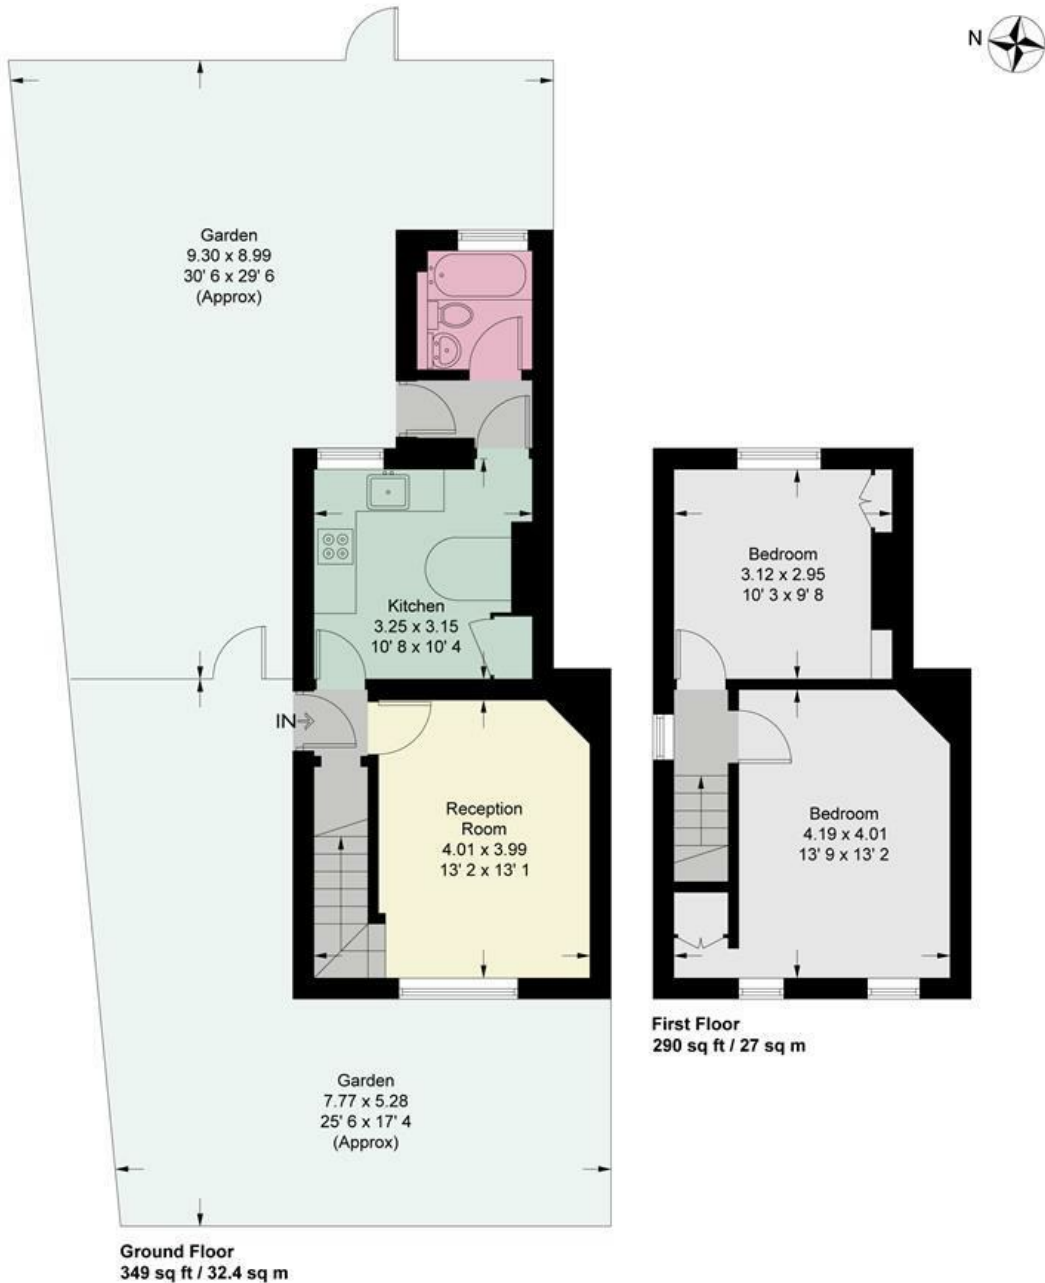 N
Garden
9.30 x 8.99
30' 6 x 29' 6
(Approx)
Kitchen
3.25 x 3.15
10' 8 x 10' 4
IN
Reception
Room
4.01 x 3.99
13' 2 x 13' 1
Garden
7.77 x 5.28
25' 6 x 17' 4
(Approx)
Ground Floor
349 sq ft / 32.4 sq m
Bedroom
3.12 x 2.95
10' 3 x 9' 8
Bedroom
4.19 x 4.01
13' 9 x 13' 2
First Floor
290 sq ft / 27 sq m